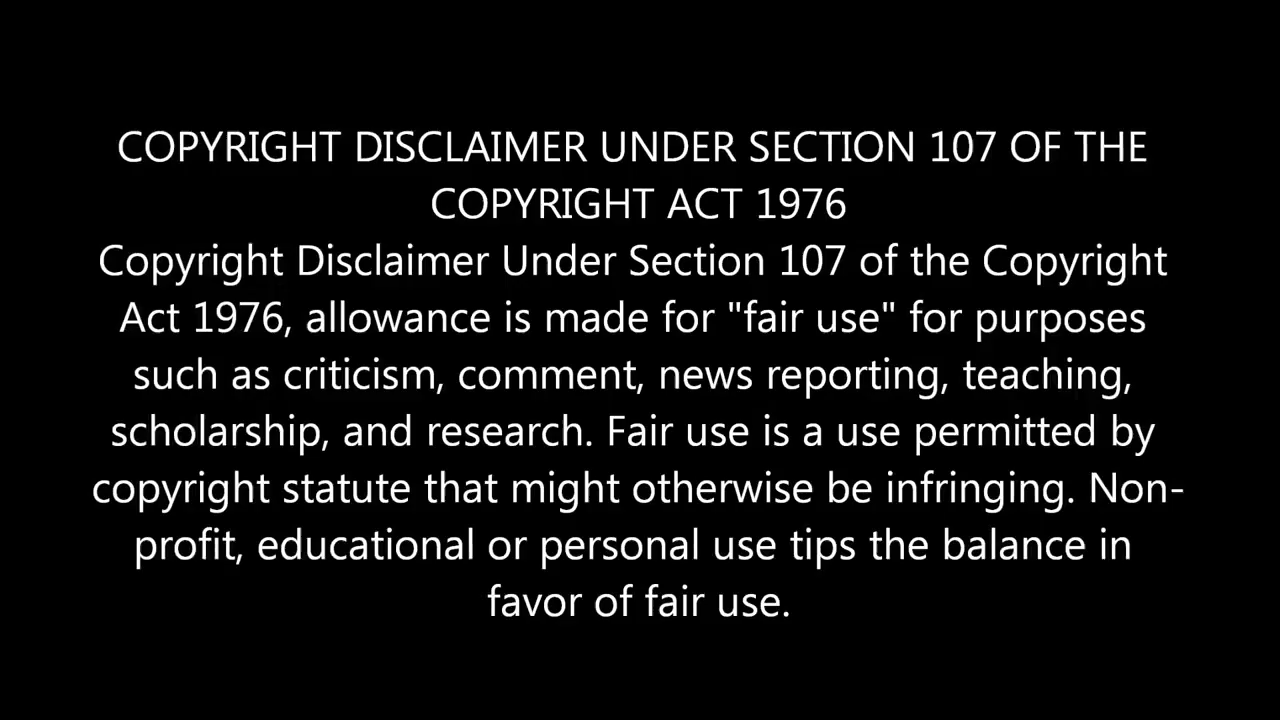 COPYRIGHT DISCLAIMER UNDER SECTION 107 OF THE
COPYRIGHT ACT 1976
Copyright Disclaimer Under Section 107 of the Copyright
Act 1976, allowance is made for "fair use" for purposes
such as criticism, comment, news reporting, teaching,
scholarship, and research. Fair use is a use permitted by
copyright statute that might otherwise be infringing. Non-
profit, educational or personal use tips the balance in
favor of fair use.